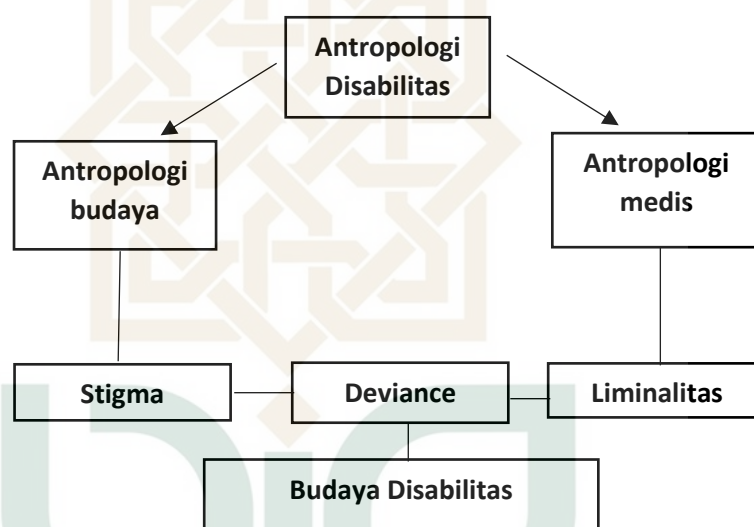 Antropologi
Disabilitas
Antropologi
budaya
Antropologi
medis
Stigma
Deviance
Liminalitas
Budaya Disabilitas